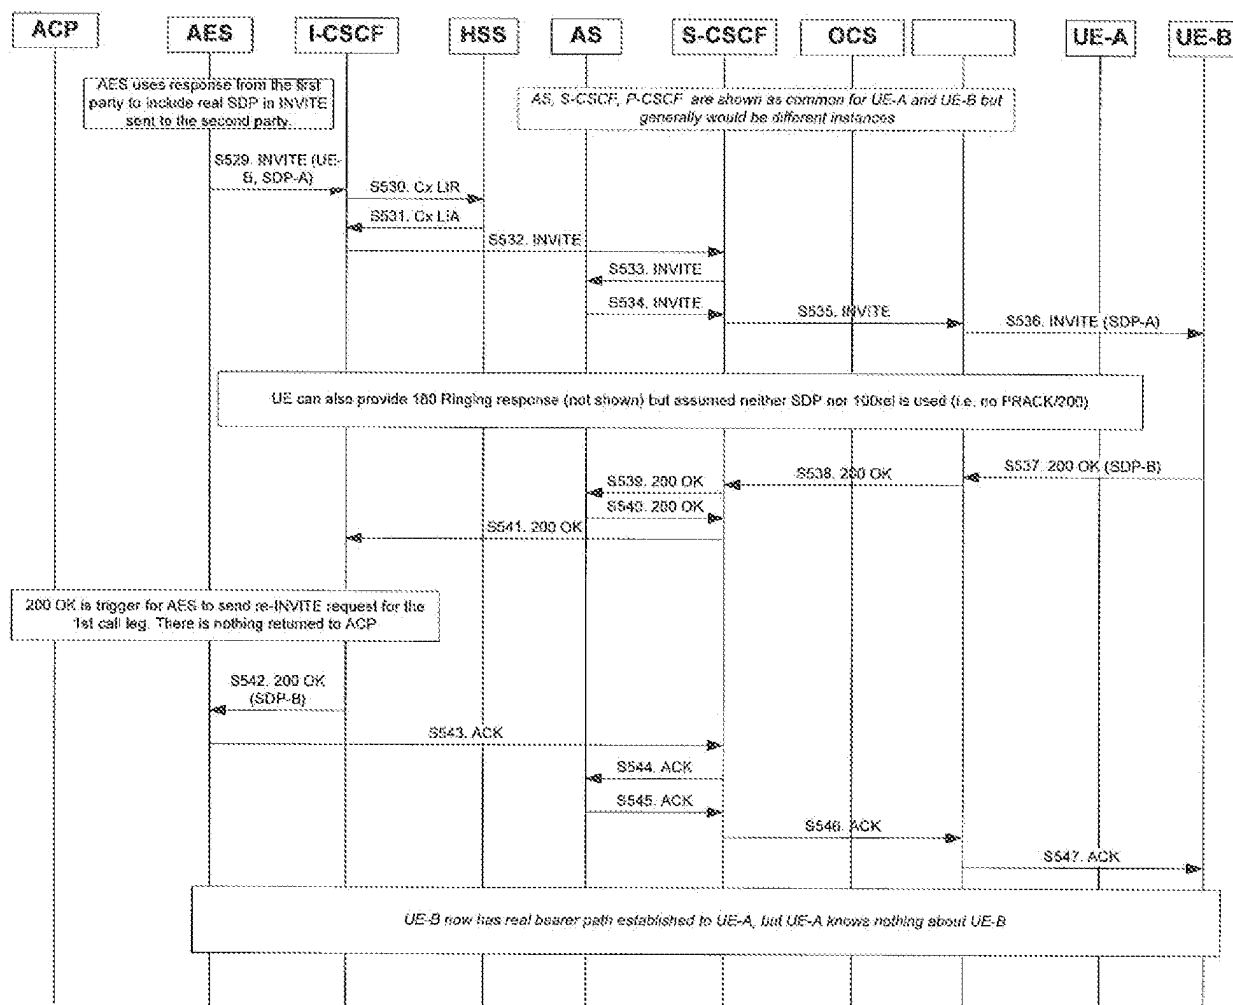 ACP
AES
I-CSCF
HSS
AS
S-CSCF
OCS
UE-A
UE-B
AES uses response from the first
party to include real SDP in INVITE
sent to the second party.
AS, S-CSCF, P-CSCF are shown as common for UE-A and UE-B but
generally would be different instances
S529. INVITE (UE-
B, SDP-A)
S530. Cx LIR
S531. Cx LIA
S532. INVITE
S533. INVITE
S534. INVITE
S535. INVITE
S536. INVITE (SDP-A)
UE can also provide 180 Ringing response (not shown) but assumed neither SDP nor 100rel is used (i.e. no PRACK/200)
S537. 200 OK (SDP-B)
S538. 200 OK
S539. 200 OK
S540. 200 OK
S541. 200 OK
200 OK is trigger for AES to send re-INVITE request for the
1st call leg. There is nothing returned to ACP
S542. 200 OK
(SDP-B)
S543. ACK
S544. ACK
S545. ACK
S546. ACK
S547. ACK
UE-B now has real bearer path established to UE-A, but UE-A knows nothing about UE-B